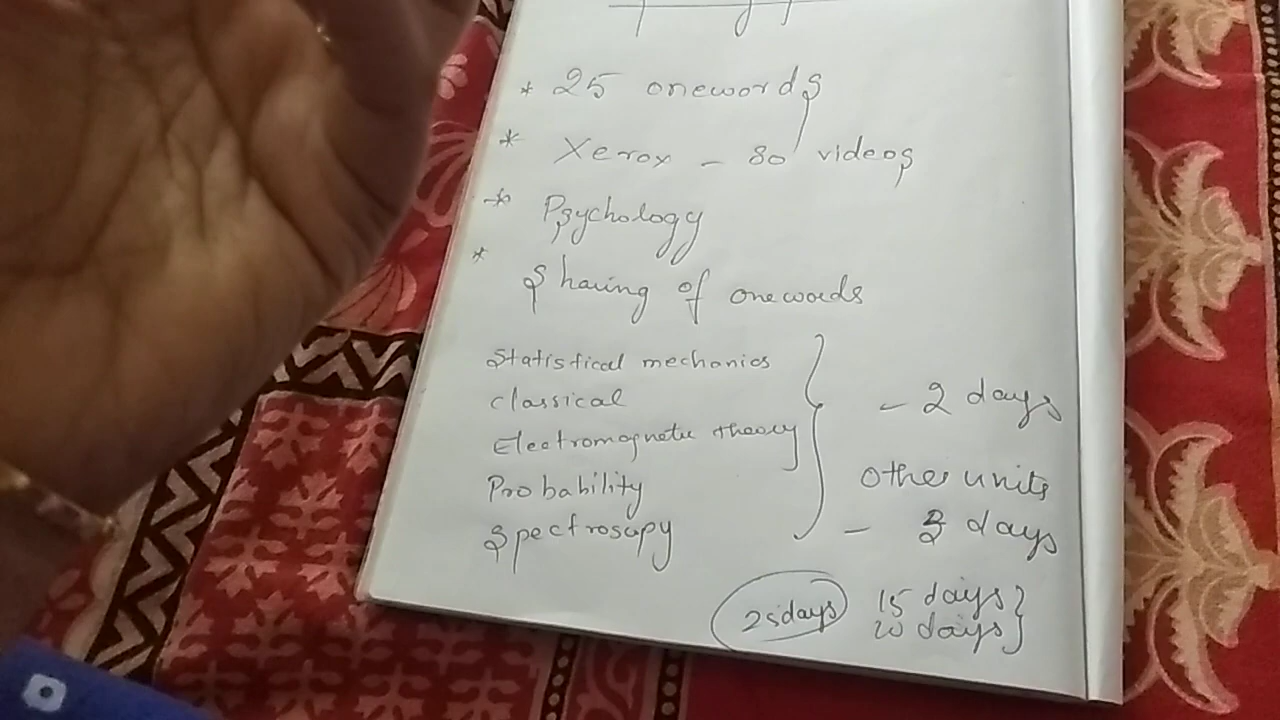 * 25 onewords
* Xerox - 80 videos
* Psychology
* Sharing of onewords
Statistical mechanics
classical
Electromagnetic theory
Probability
Spectroscopy
- 2 days
Other units
- 3 days
25 days
15 days
10 days